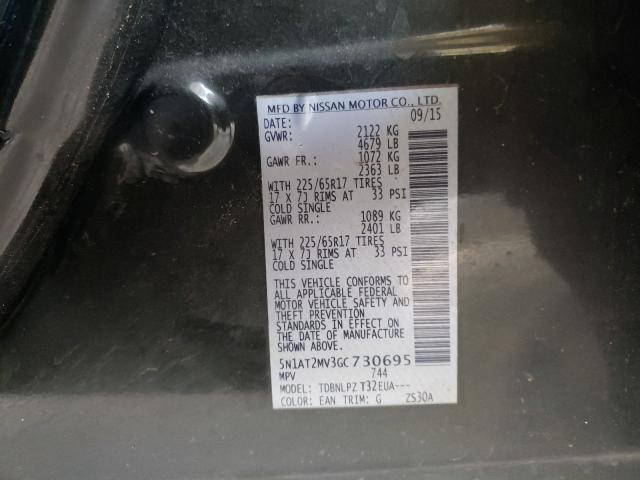 MFD BY NISSAN MOTOR CO., LTD.
DATE: 09/15
GVWR: 2122 KG
4679 LB
GAWR FR.: 1072 KG
2363 LB
WITH 225/65R17 TIRES
17 X 7J RIMS AT 33 PSI
COLD SINGLE
GAWR RR.: 1089 KG
2401 LB
WITH 225/65R17 TIRES
17 X 7J RIMS AT 33 PSI
COLD SINGLE
THIS VEHICLE CONFORMS TO
ALL APPLICABLE FEDERAL
MOTOR VEHICLE SAFETY AND
THEFT PREVENTION
STANDARDS IN EFFECT ON
THE DATE OF MANUFACTURE
SHOWN ABOVE.
5N1AT2MV3GC730695
MPV 744
MODEL: TDBNLPZ T32EUA---
COLOR: EAN TRIM: G ZS30A